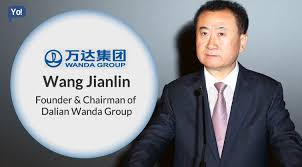 Yo!
万达集团
WANDA GROUP
Wang Jianlin
Founder & Chairman of
Dalian Wanda Group